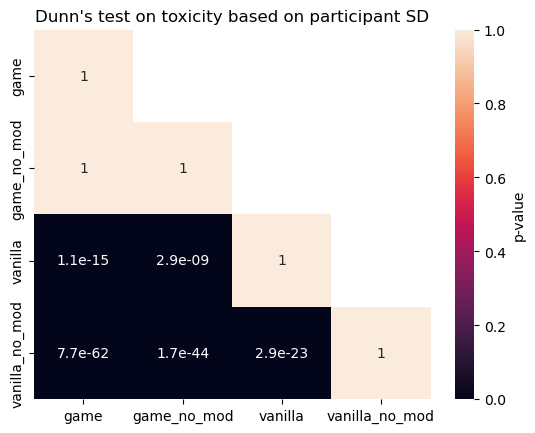 Dunn's test on toxicity based on participant SD
game
1
game_no_mod
1 1
vanilla
1.1e-15 2.9e-09 1
vanilla_no_mod
7.7e-62 1.7e-44 2.9e-23 1
game game_no_mod vanilla vanilla_no_mod
1.0
0.8
0.6
0.4
0.2
0.0
p-value